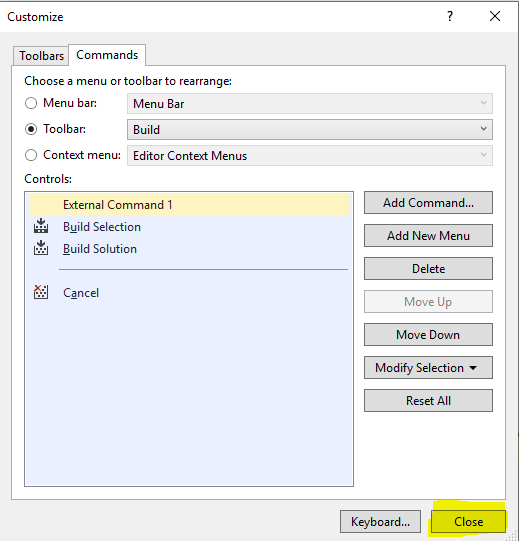 Customize
? ×
Toolbars Commands
Choose a menu or toolbar to rearrange:
Menu bar: Menu Bar
Toolbar: Build
Context menu: Editor Context Menus
Controls:
External Command 1
Build Selection
Build Solution
Cancel
Add Command...
Add New Menu
Delete
Move Up
Move Down
Modify Selection
Reset All
Keyboard... Close